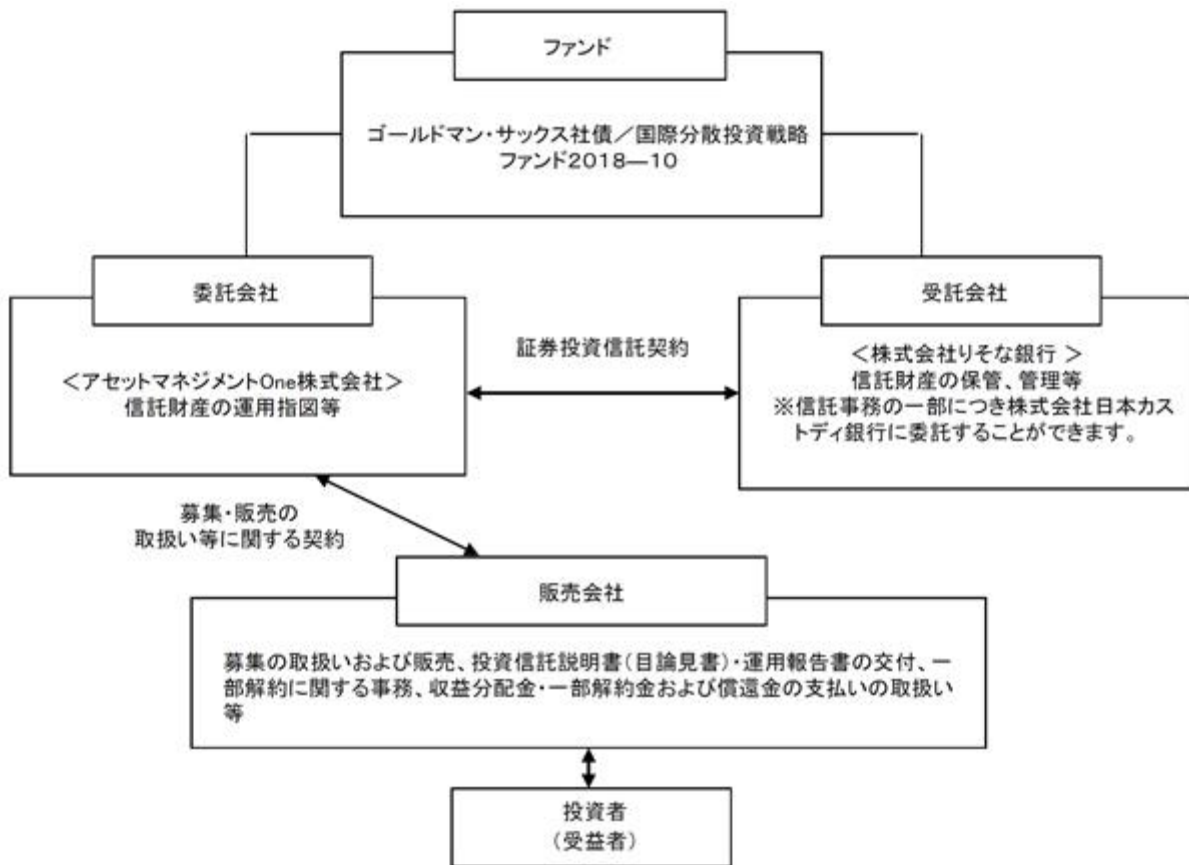 ファンド
ゴールドマン・サックス社債／国際分散投資戦略
ファンド2018―10
委託会社
＜アセットマネジメントOne株式会社＞
信託財産の運用指図等
証券投資信託契約
受託会社
＜株式会社りそな銀行 ＞
信託財産の保管、管理等
※信託事務の一部につき株式会社日本カス
トディ銀行に委託することができます。
募集・販売の
取扱い等に関する契約
販売会社
募集の取扱いおよび販売、投資信託説明書（目論見書）・運用報告書の交付、一
部解約に関する事務、収益分配金・一部解約金および償還金の支払いの取扱い
等
投資者
（受益者）